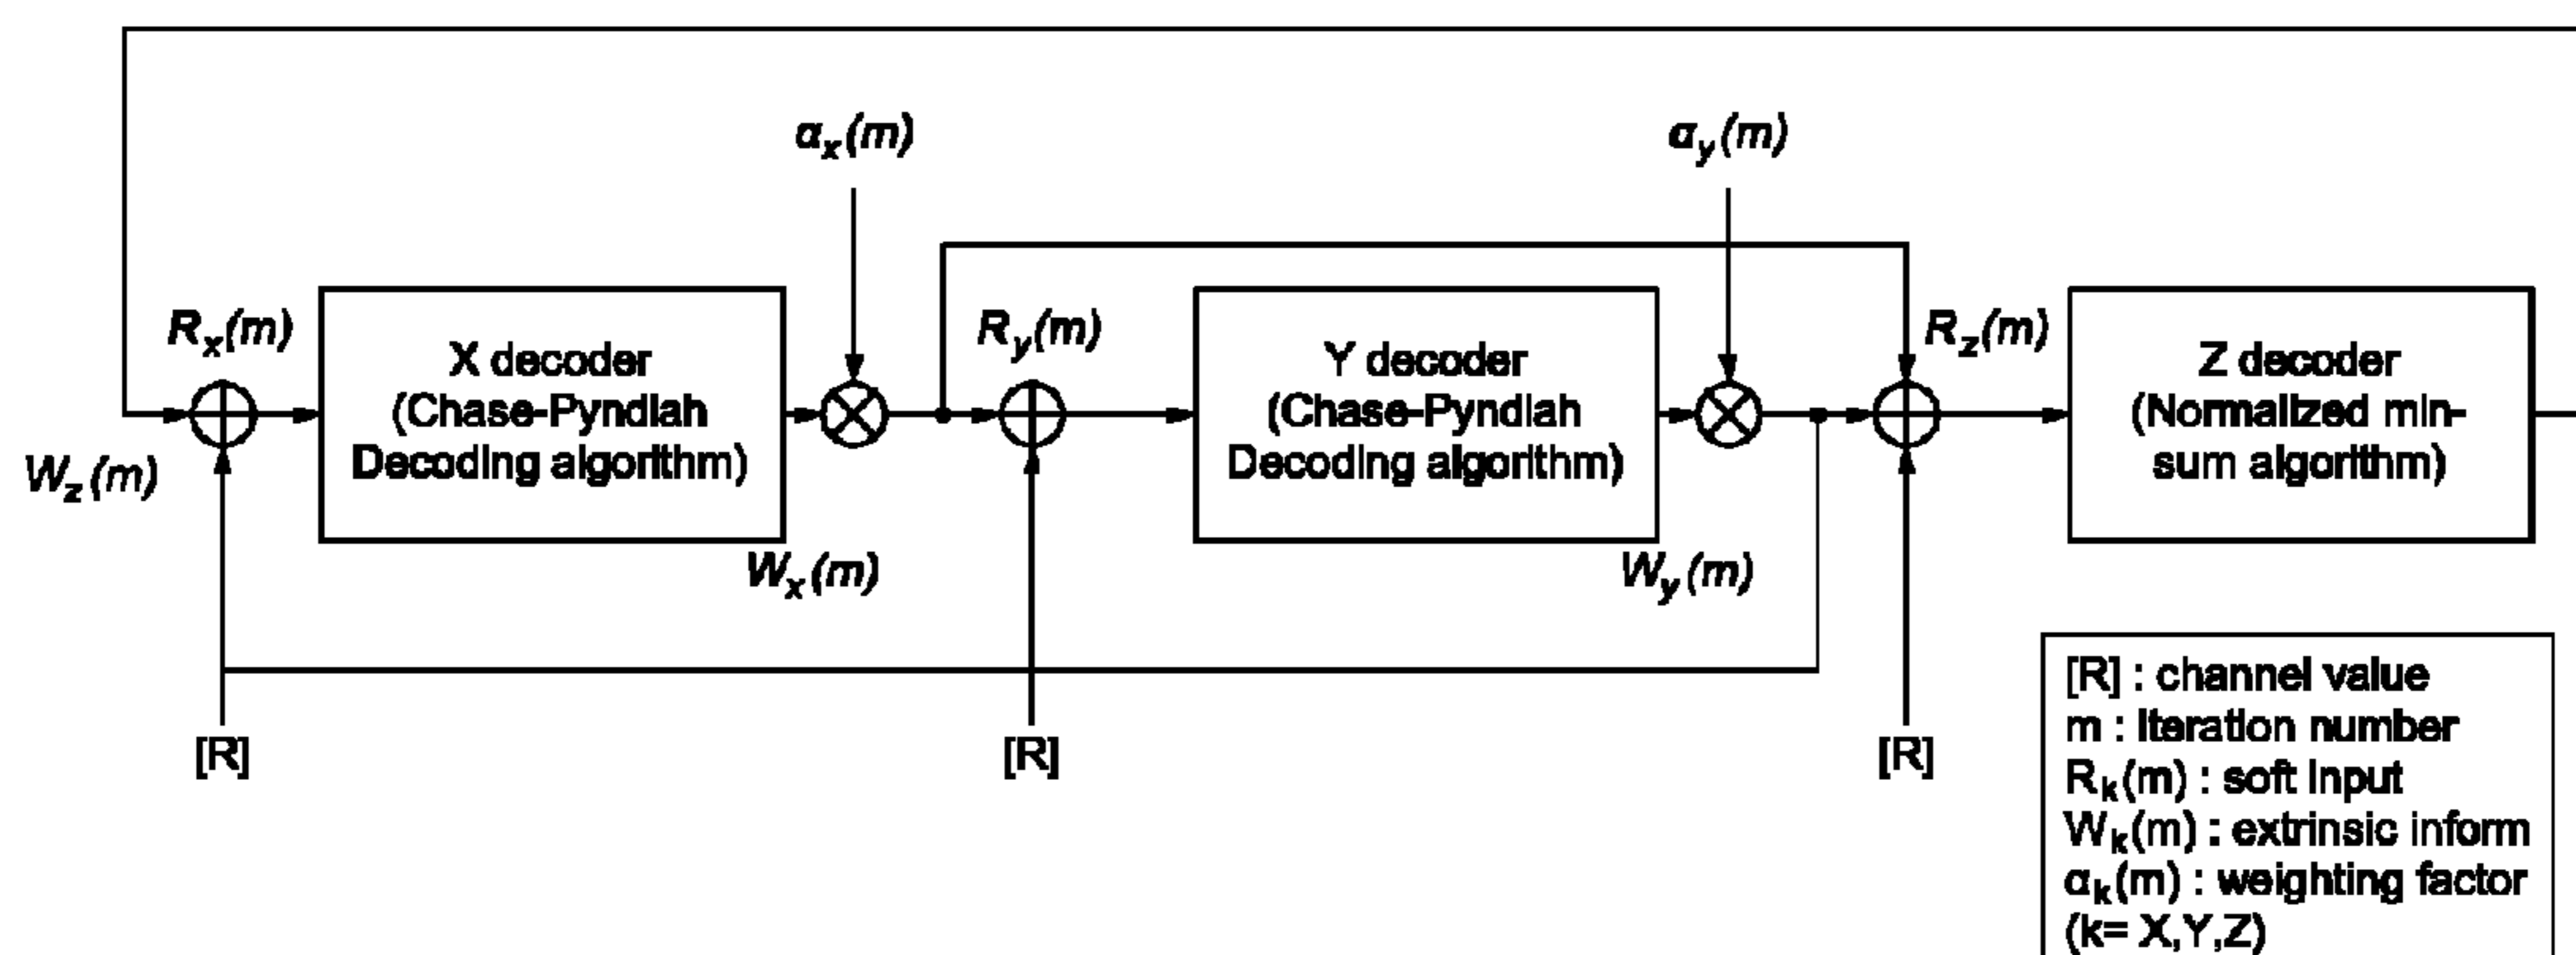 αx(m)
αy(m)
Rx(m)
Ry(m)
Rz(m)
X decoder
(Chase-Pyndiah
Decoding algorithm)
Y decoder
(Chase-Pyndiah
Decoding algorithm)
Z decoder
(Normalized min-
sum algorithm)
Wz(m)
Wx(m)
Wy(m)
[R]
[R]
[R]
[R] : channel value
m : Iteration number
Rk(m) : soft Input
Wk(m) : extrinsic inform
αk(m) : weighting factor
(k= X,Y,Z)